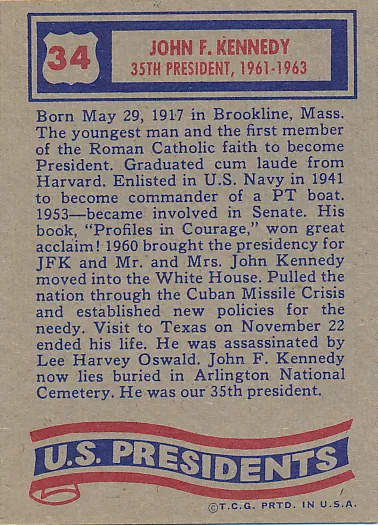 34
JOHN F. KENNEDY
35TH PRESIDENT, 1961-1963
Born May 29, 1917 in Brookline, Mass.
The youngest man and the first member
of the Roman Catholic faith to become
President. Graduated cum laude from
Harvard. Enlisted in U.S. Navy in 1941
to become commander of a PT boat.
1953—became involved in Senate. His
book, “Profiles in Courage,” won great
acclaim! 1960 brought the presidency for
JFK and Mr. and Mrs. John Kennedy
moved into the White House. Pulled the
nation through the Cuban Missile Crisis
and established new policies for the
needy. Visit to Texas on November 22
ended his life. He was assassinated by
Lee Harvey Oswald. John F. Kennedy
now lies buried in Arlington National
Cemetery. He was our 35th president.
U.S. PRESIDENTS
©T.C.G. PRTD. IN U.S.A.